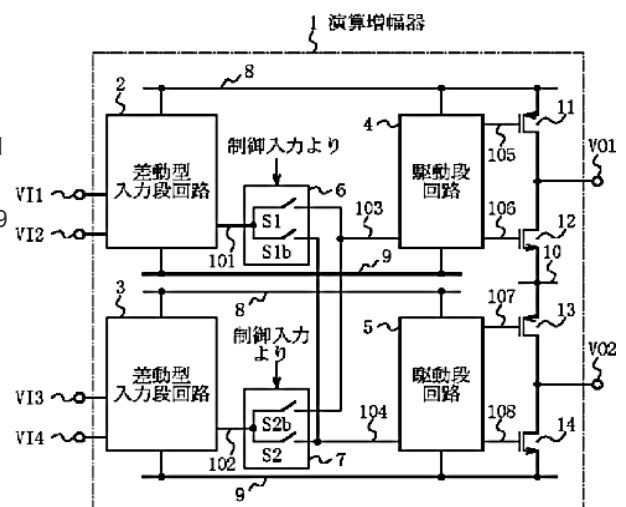 1 演算増幅器
8
2
差動型
入力段回路
VI1
VI2
101
制御入力より
6
S1
S1b
103
9
4
駆動段
回路
105
106
11
VO1
12
10
3
8
差動型
入力段回路
VI3
VI4
102
制御入力
より
S2b
S2
7
104
5
駆動段
回路
107
108
13
VO2
14
9
9